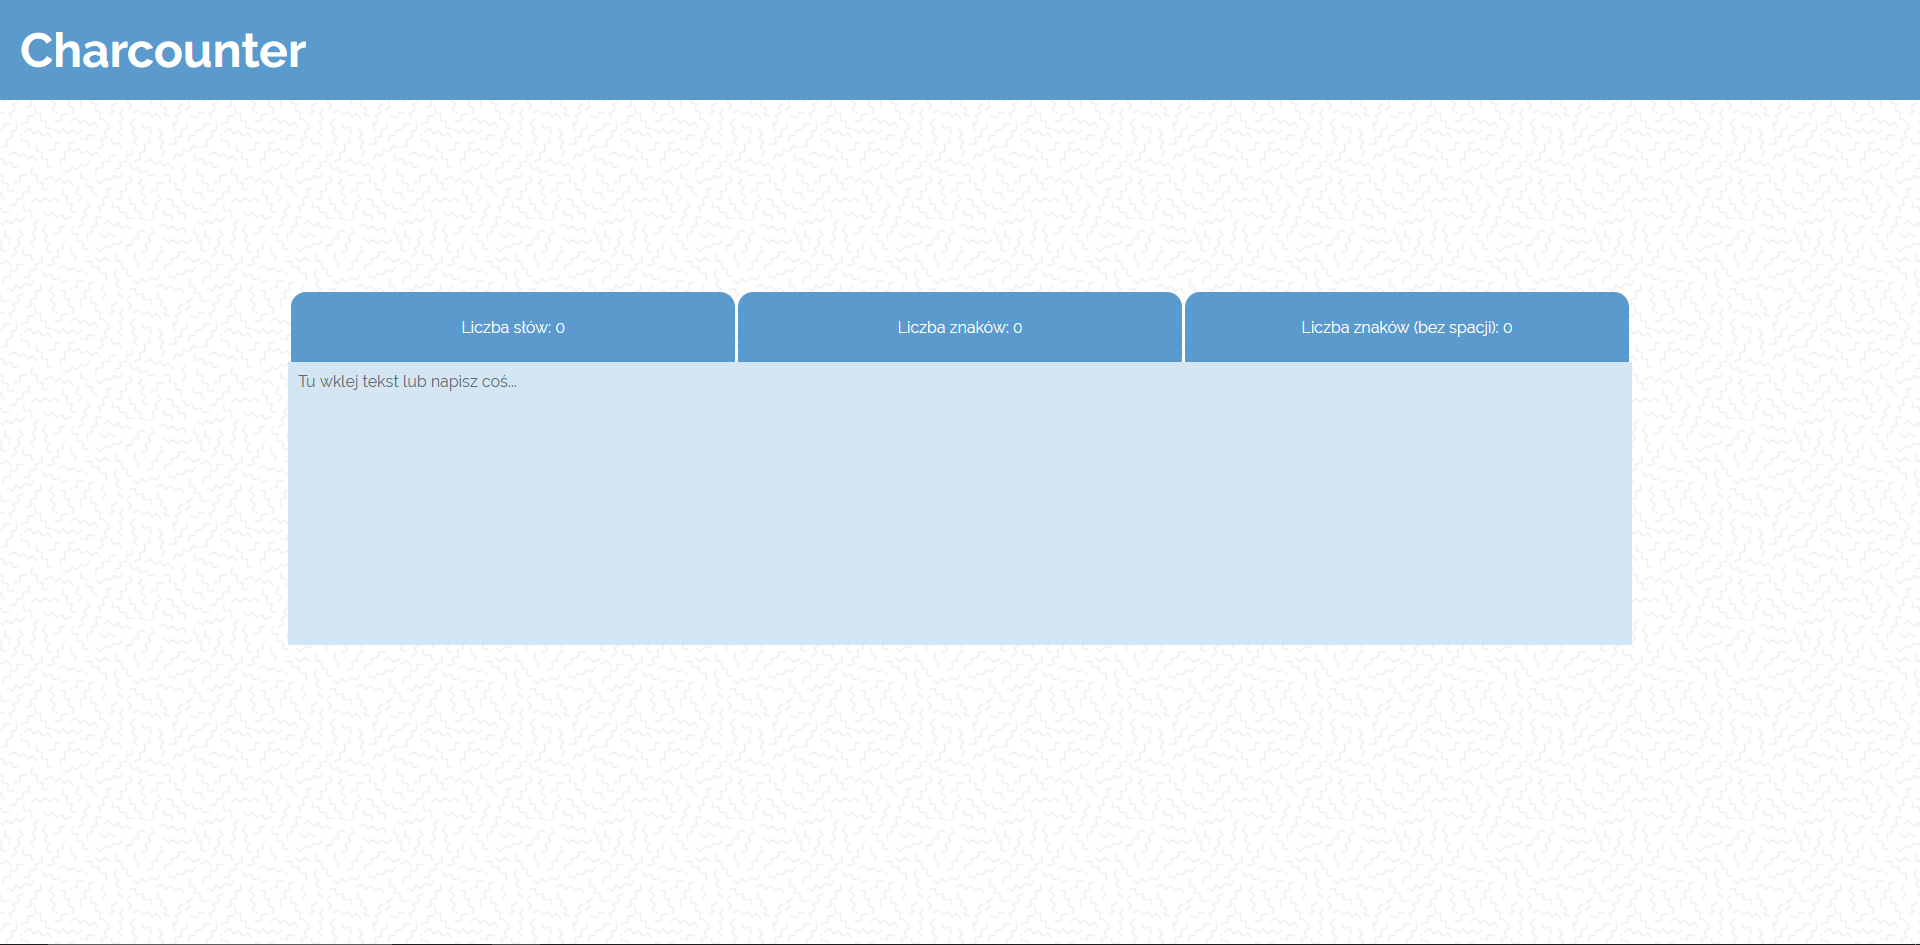 Charcounter
Liczba słów: 0
Liczba znaków: 0
Liczba znaków (bez spacji): 0
Tu wklej tekst lub napisz coś...